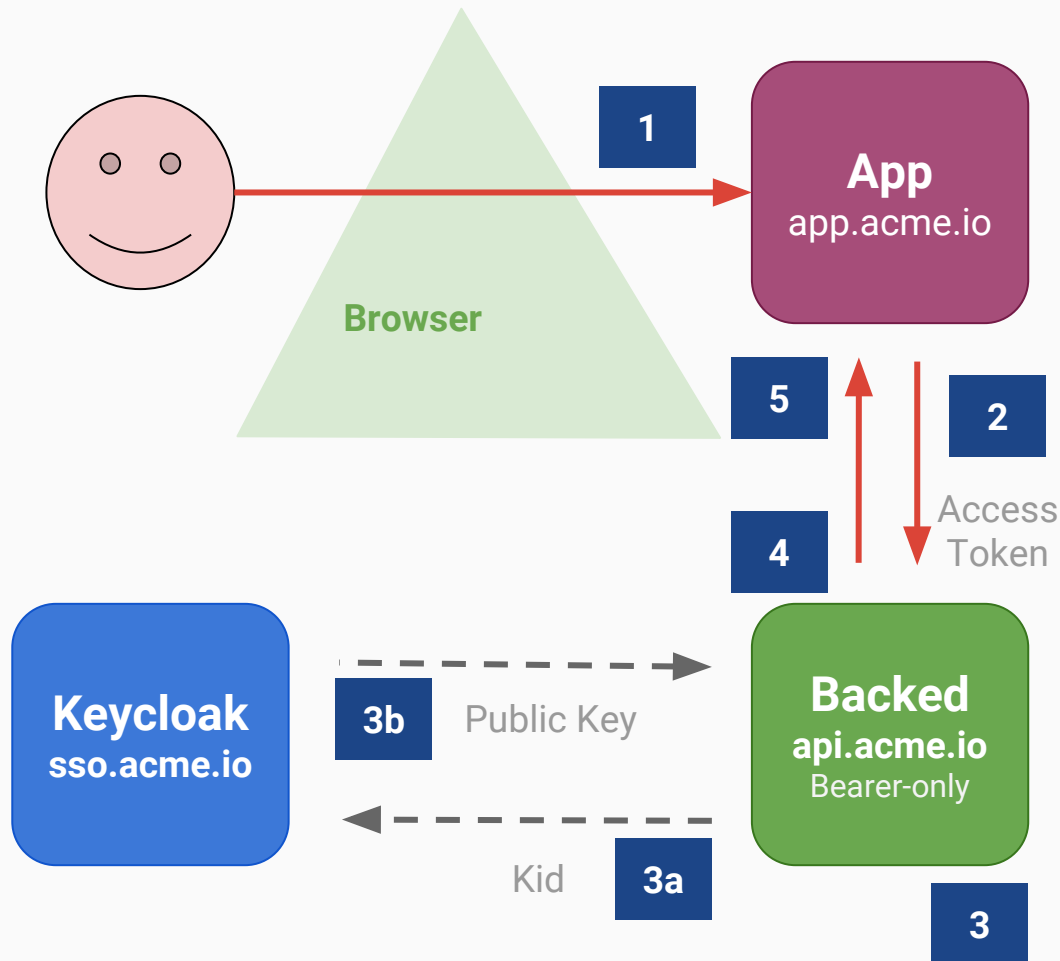 1
App
app.acme.io
Browser
5
2
Access
Token
4
Keycloak
sso.acme.io
3b
Public Key
Backed
api.acme.io
Bearer-only
Kid
3a
3